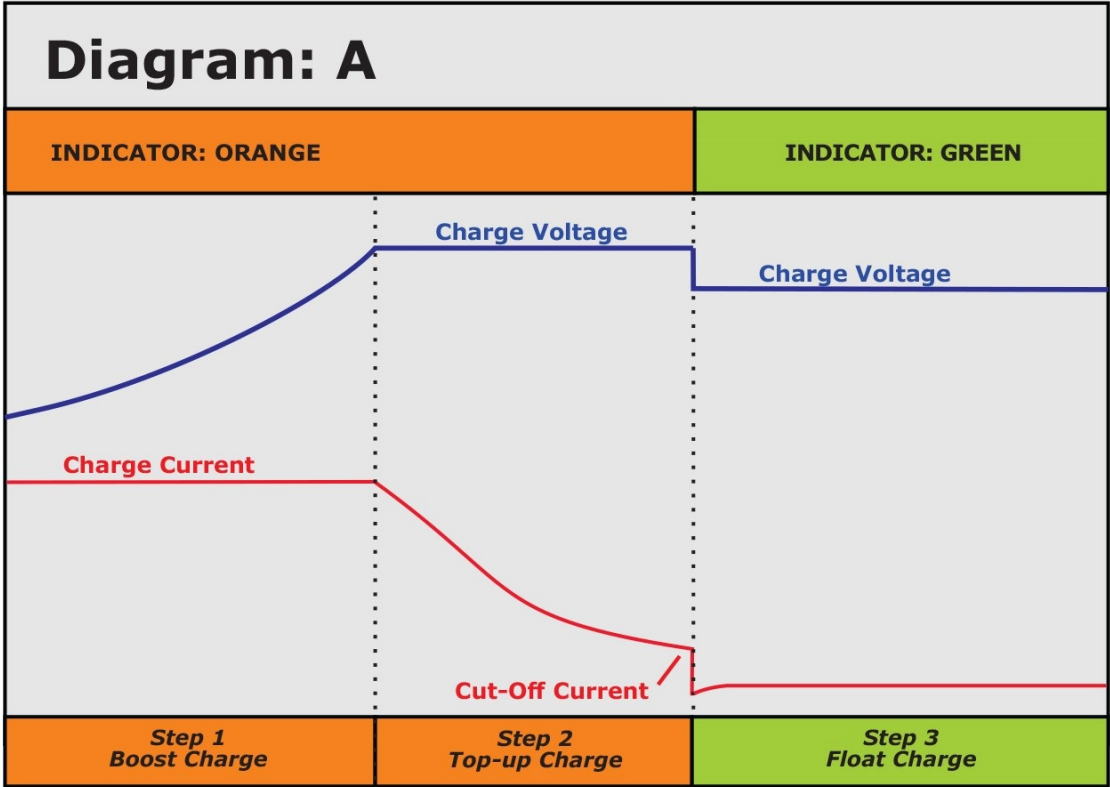 Diagram: A
INDICATOR: ORANGE
INDICATOR: GREEN
Charge Voltage
Charge Voltage
Charge Current
Cut-Off Current
Step 1
Boost Charge
Step 2
Top-up Charge
Step 3
Float Charge